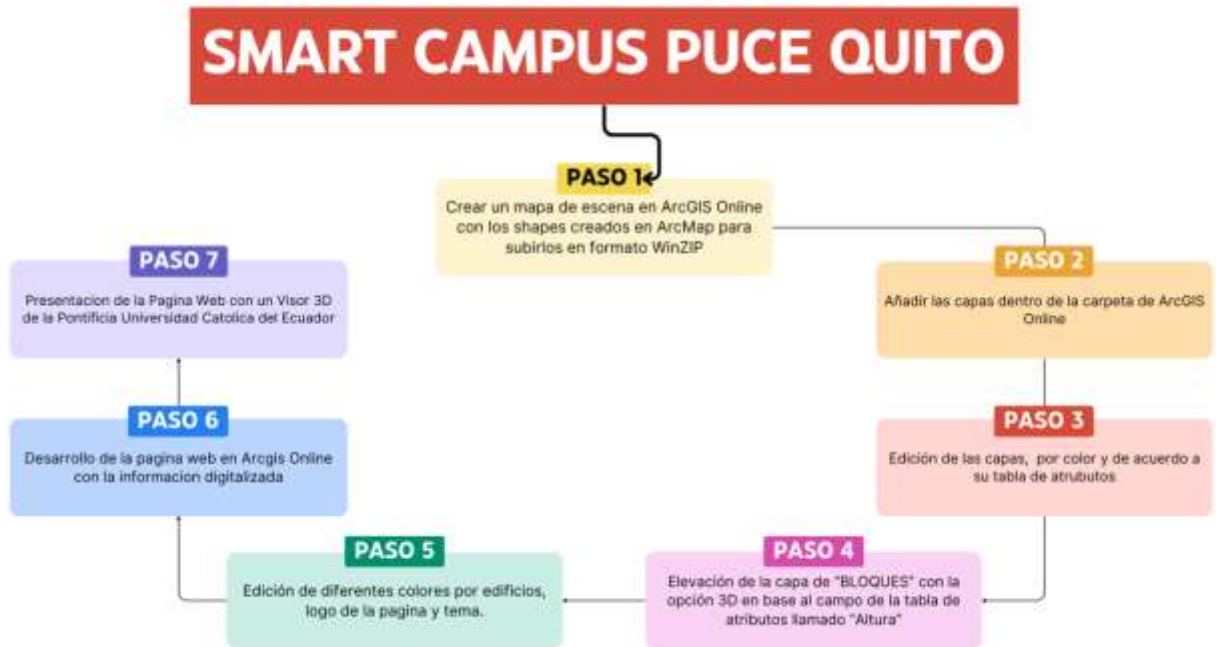 SMART CAMPUS PUCE QUITO
PASO 1
Crear un mapa de escena en ArcGIS Online
con los shapes creados en ArcMap para
subirlos en formato WinZIP
PASO 2
Añadir las capas dentro de la carpeta de ArcGIS
Online
PASO 3
Edición de las capas, por color y de acuerdo a
su tabla de atrubutos
PASO 4
Elevación de la capa de "BLOQUES" con la
opción 3D en base al campo de la tabla de
atributos llamado "Altura"
PASO 5
Edición de diferentes colores por edificios,
logo de la pagina y tema.
PASO 6
Desarrollo de la pagina web en Arcgis Online
con la informacion digitalizada
PASO 7
Presentacion de la Pagina Web con un Visor 3D
de la Pontificia Universidad Catolica del Ecuador